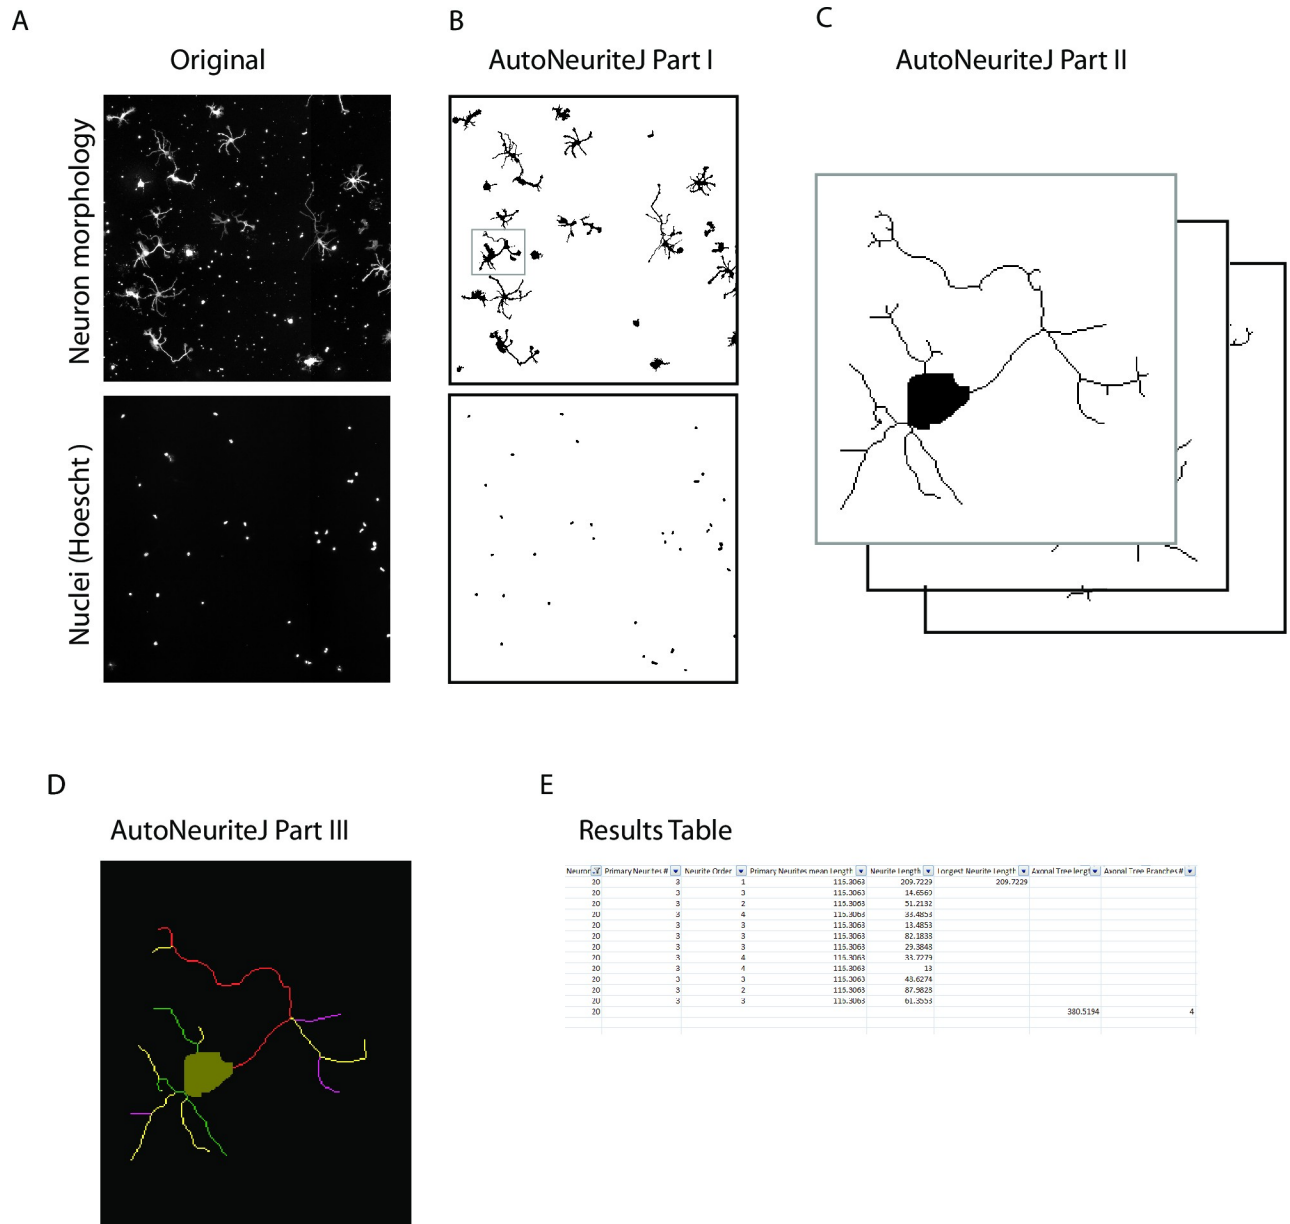 A
B
C
Original
AutoNeuriteJ Part I
AutoNeuriteJ Part II
Neuron morphology
Nuclei (Hoescht )
D
E
AutoNeuriteJ Part III
Results Table
Neuron Primary Neurites # Neurite Order Primary Neurites mean Length Neurite Length Longest Neurite Length Axonal Tree lengt Axonal Tree Branches #
20 3 1 115.3063 209.7229 209.7229
20 3 3 115.3063 14.6569
20 3 2 115.3063 51.2132
20 3 4 115.3063 33.4853
20 3 3 115.3063 13.4853
20 3 3 115.3063 82.1838
20 3 3 115.3063 29.3848
20 3 4 115.3063 33.7279
20 3 4 115.3063 13
20 3 3 115.3063 48.6274
20 3 2 115.3063 87.9828
20 3 3 115.3063 61.3553
20 380.5194 4